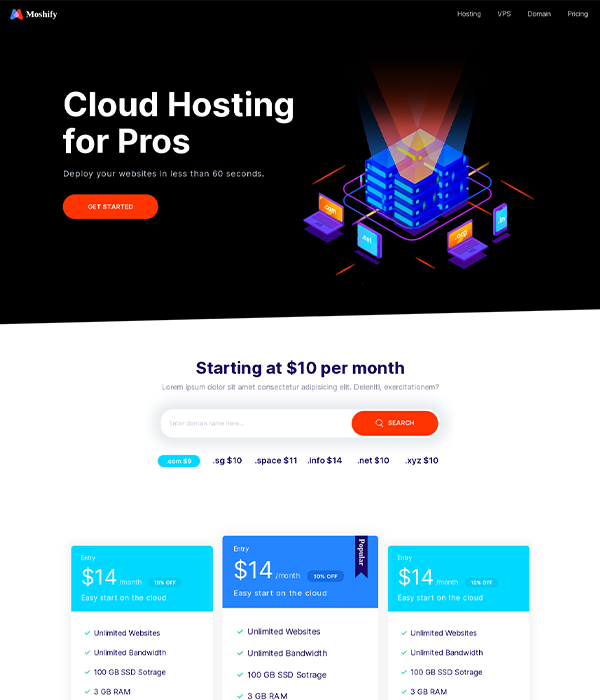 Moshify
Hosting VPS Domain Pricing
Cloud Hosting
for Pros
Deploy your websites in less than 60 seconds.
GET STARTED
.com
.net
.org
Starting at $10 per month
Lorem ipsum dolor sit amet consectetur adipisicing elit. Deleniti, exercitationem?
Enter domain name here...
SEARCH
.com $9 .sg $10 .space $11 .info $14 .net $10 .xyz $10
Entry
$14 /month 10% OFF
Easy start on the cloud
Unlimited Websites
Unlimited Bandwidth
100 GB SSD Sotrage
3 GB RAM
Popular
Entry
$14 /month 10% OFF
Easy start on the cloud
Unlimited Websites
Unlimited Bandwidth
100 GB SSD Sotrage
3 GB RAM
Entry
$14 /month 10% OFF
Easy start on the cloud
Unlimited Websites
Unlimited Bandwidth
100 GB SSD Sotrage
3 GB RAM